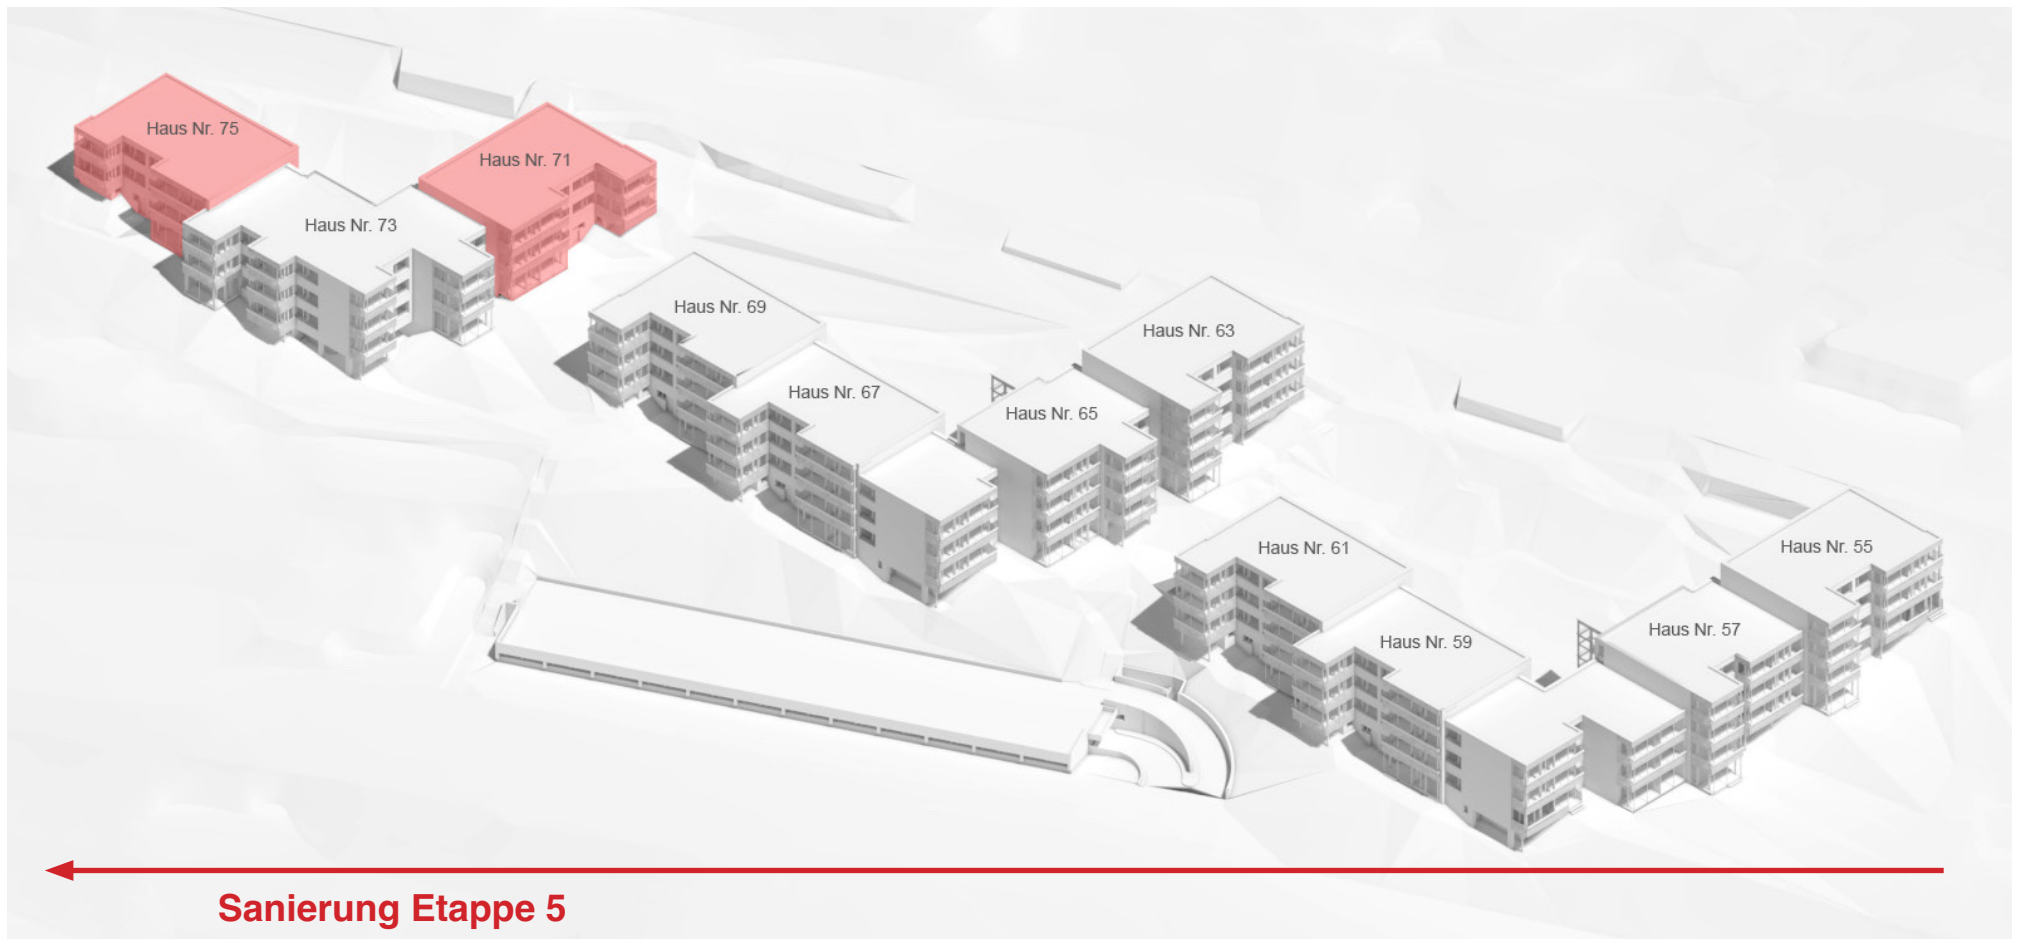 Haus Nr. 75
Haus Nr. 71
Haus Nr. 73
Haus Nr. 69
Haus Nr. 63
Haus Nr. 67
Haus Nr. 65
Haus Nr. 61
Haus Nr. 55
Haus Nr. 59
Haus Nr. 57
Sanierung Etappe 5